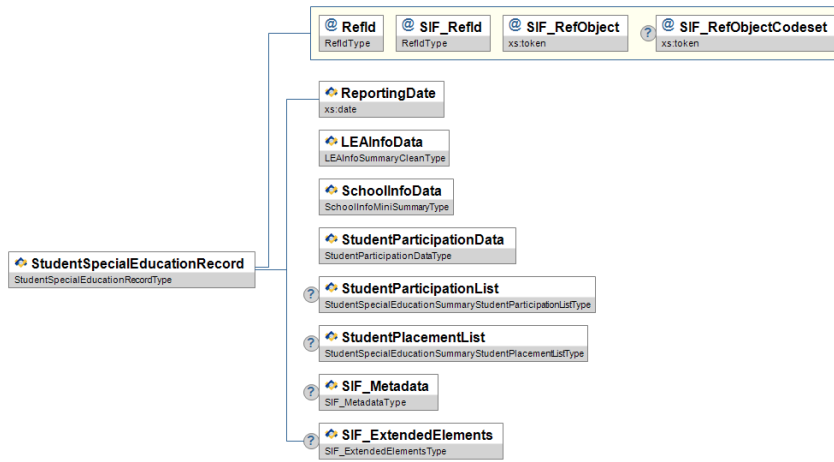 @ RefId
RefIdType
@ SIF_RefId
RefIdType
@ SIF_RefObject
xs:token
? @ SIF_RefObjectCodeset
xs:token
ReportingDate
xs:date
LEAInfoData
LEAInfoSummaryCleanType
SchoolInfoData
SchoolInfoMiniSummaryType
StudentParticipationData
StudentParticipationDataType
StudentSpecialEducationRecord
StudentSpecialEducationRecordType
? StudentParticipationList
StudentSpecialEducationSummaryStudentParticipationListType
? StudentPlacementList
StudentSpecialEducationSummaryStudentPlacementListType
? SIF_Metadata
SIF_MetadataType
? SIF_ExtendedElements
SIF_ExtendedElementsType